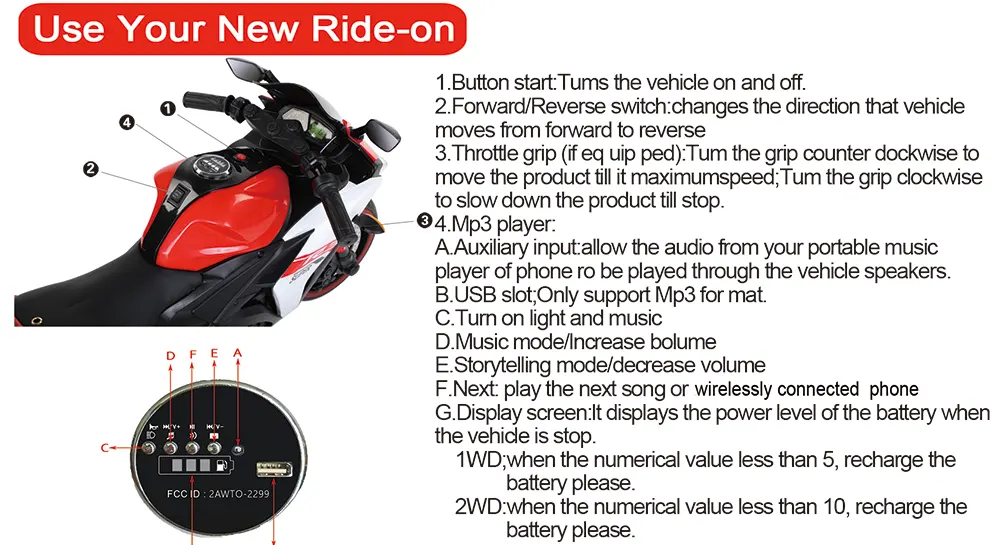 Use Your New Ride-on
1.Button start:Tums the vehicle on and off.
2.Forward/Reverse switch:changes the direction that vehicle
moves from forward to reverse
3.Throttle grip (if eq uip ped):Tum the grip counter dockwise to
move the product till it maximumspeed;Tum the grip clockwise
to slow down the product till stop.
4.Mp3 player:
A.Auxiliary input:allow the audio from your portable music
player of phone ro be played through the vehicle speakers.
B.USB slot;Only support Mp3 for mat.
C.Turn on light and music
D.Music mode/Increase bolume
E.Storytelling mode/decrease volume
F.Next: play the next song or wirelessly connected phone
G.Display screen:It displays the power level of the battery when
the vehicle is stop.
1WD;when the numerical value less than 5, recharge the
battery please.
2WD:when the numerical value less than 10, recharge the
battery please.
1
4
2
3
D F E A
V+ V-
C
FCC ID : 2AWTO-2299